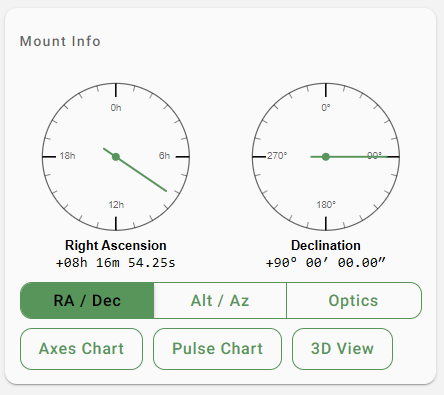 Mount Info
0h
18h
6h
12h
Right Ascension
+08h 16m 54.25s
0°
270°
90°
180°
Declination
+90º 00’ 00.00”
RA / Dec
Alt / Az
Optics
Axes Chart
Pulse Chart
3D View